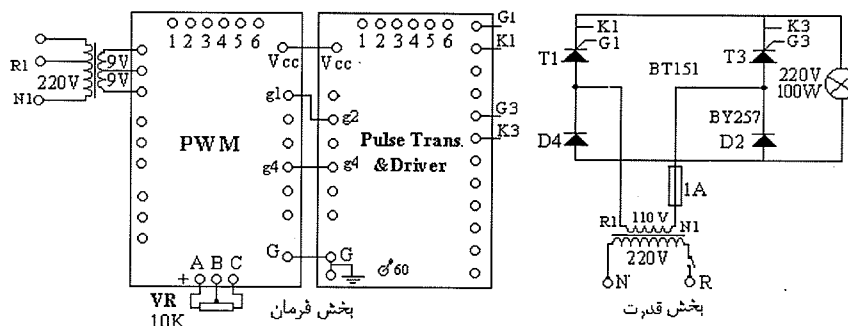 1 2 3 4 5 6
1 2 3 4 5 6
G1
K1
K1
G1
K3
G3
R1
220V
N1
9V
9V
Vcc
Vcc
T1
BT151
T3
220V
100W
g1
g2
G3
K3
PWM
Pulse Trans.
&Driver
g4
g4
D4
BY257
D2
1A
R1
110 V
N1
220V
G
G
60
N
R
+
A B C
VR
10K
بخش فرمان
بخش قدرت